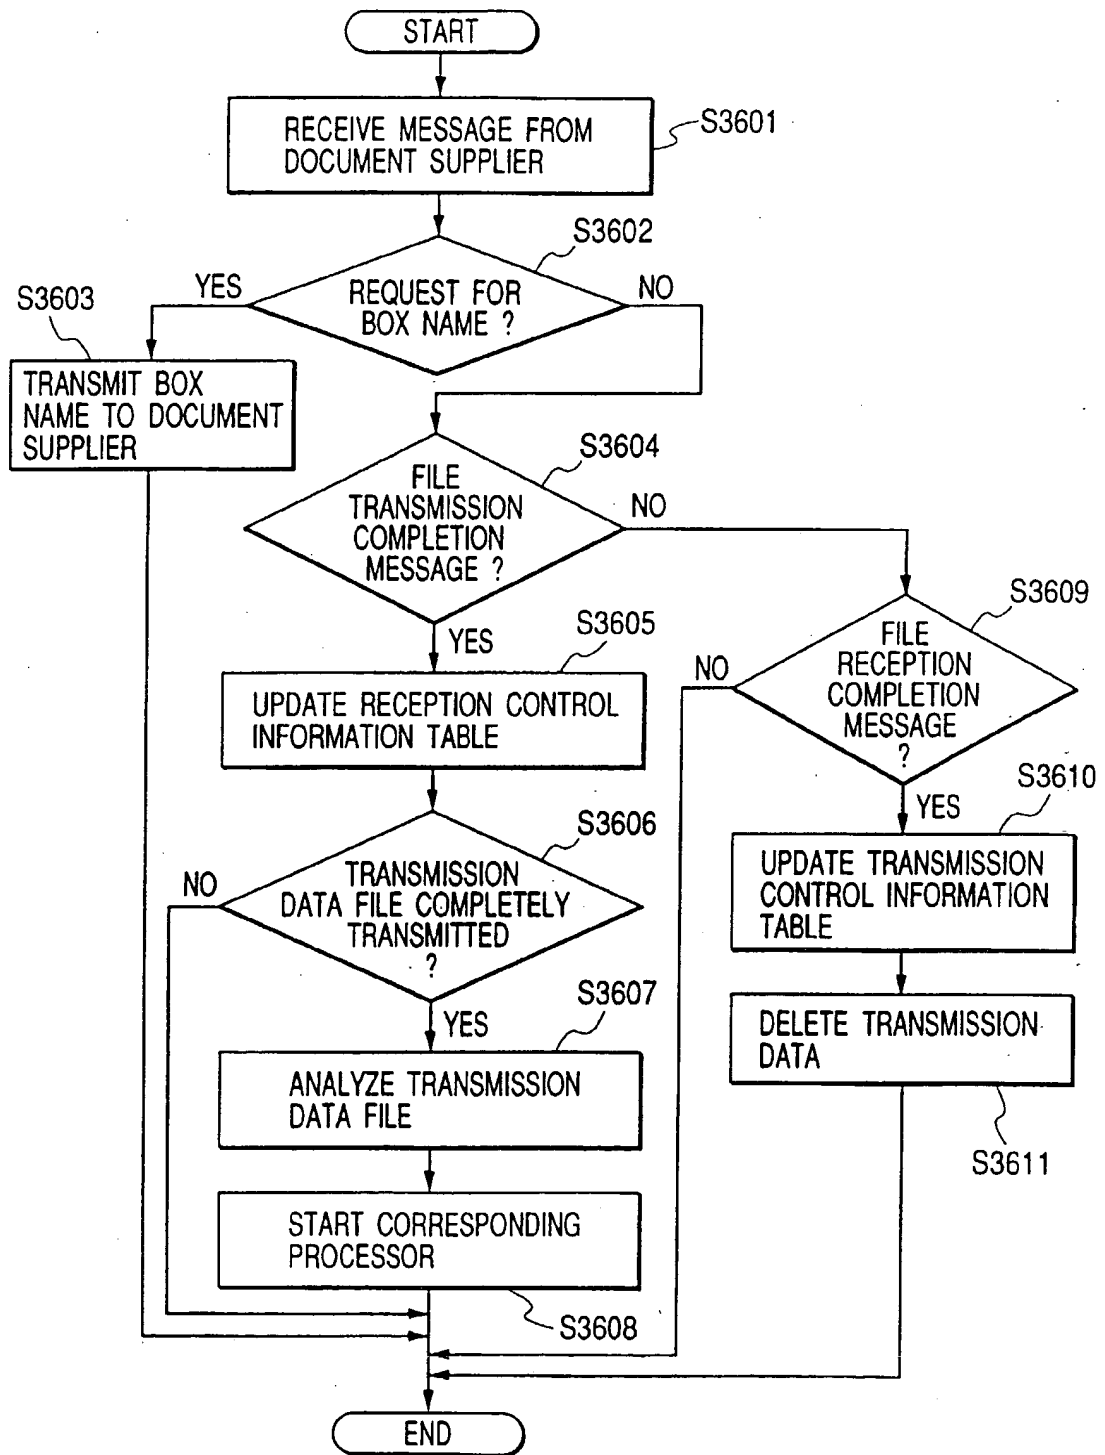 START
RECEIVE MESSAGE FROM
DOCUMENT SUPPLIER
S3601
S3602
REQUEST FOR
BOX NAME ?
YES
NO
S3603
TRANSMIT BOX
NAME TO DOCUMENT
SUPPLIER
S3604
FILE
TRANSMISSION
COMPLETION
MESSAGE ?
NO
YES
S3605
UPDATE RECEPTION CONTROL
INFORMATION TABLE
S3609
FILE
RECEPTION
COMPLETION
MESSAGE
?
NO
YES
S3606
TRANSMISSION
DATA FILE COMPLETELY
TRANSMITTED
?
NO
YES
S3610
UPDATE TRANSMISSION
CONTROL INFORMATION
TABLE
S3607
ANALYZE TRANSMISSION
DATA FILE
DELETE TRANSMISSION
DATA
S3611
START CORRESPONDING
PROCESSOR
S3608
END